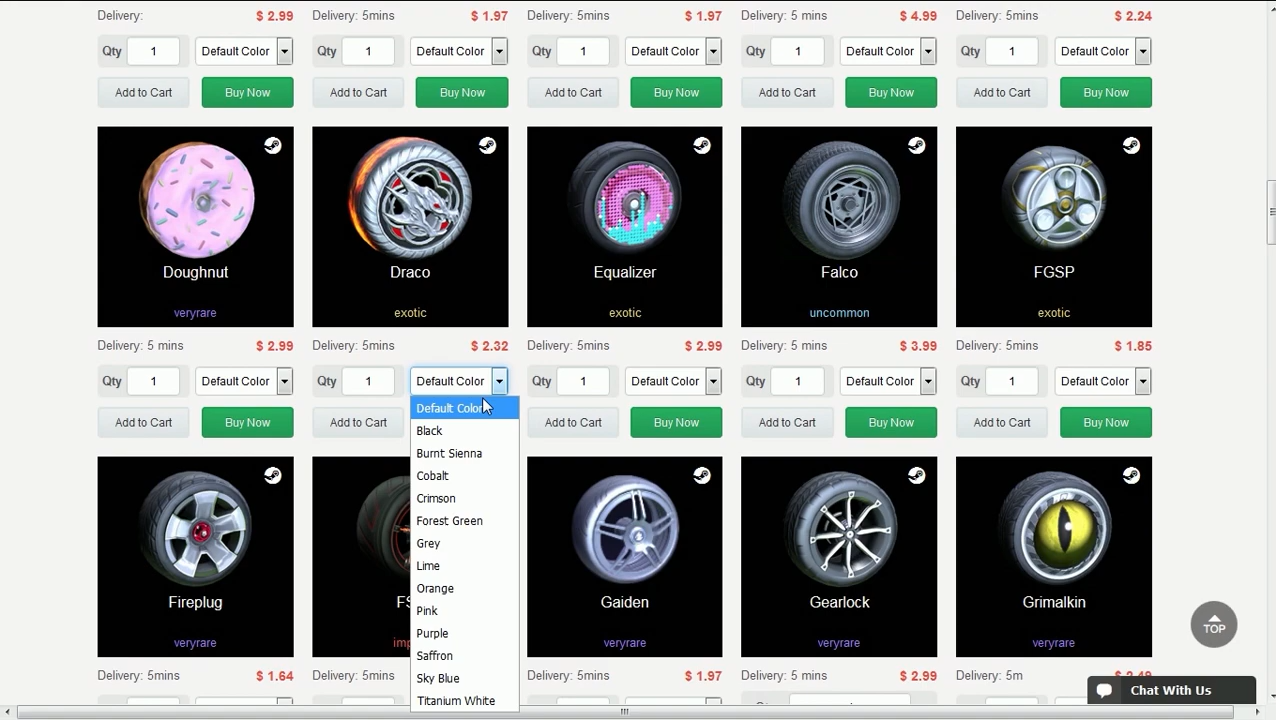 Delivery: $ 2.99 Delivery: 5mins $ 1.97 Delivery: 5mins $ 1.97 Delivery: 5 mins $ 4.99 Delivery: 5mins $ 2.24
Qty 1 Default Color Qty 1 Default Color Qty 1 Default Color Qty 1 Default Color Qty 1 Default Color
Add to Cart Buy Now Add to Cart Buy Now Add to Cart Buy Now Add to Cart Buy Now Add to Cart Buy Now
Doughnut Draco Equalizer Falco FGSP
veryrare exotic exotic uncommon exotic
Delivery: 5 mins $ 2.99 Delivery: 5mins $ 2.32 Delivery: 5mins $ 2.99 Delivery: 5mins $ 3.99 Delivery: 5mins $ 1.85
Qty 1 Default Color Qty 1 Default Color Qty 1 Default Color Qty 1 Default Color Qty 1 Default Color
Add to Cart Buy Now Add to Cart Add to Cart Buy Now Add to Cart Buy Now Add to Cart Buy Now
Default Color
Black
Burnt Sienna
Cobalt
Crimson
Forest Green
Grey
Lime
Orange
Pink
Purple
Saffron
Sky Blue
Titanium White
Fireplug Gaiden Gearlock Grimalkin
veryrare veryrare veryrare veryrare
Delivery: 5mins $ 1.64 Delivery: 5mins $ 1.97 Delivery: 5mins $ 2.99 Delivery: 5m
TOP
Chat With Us